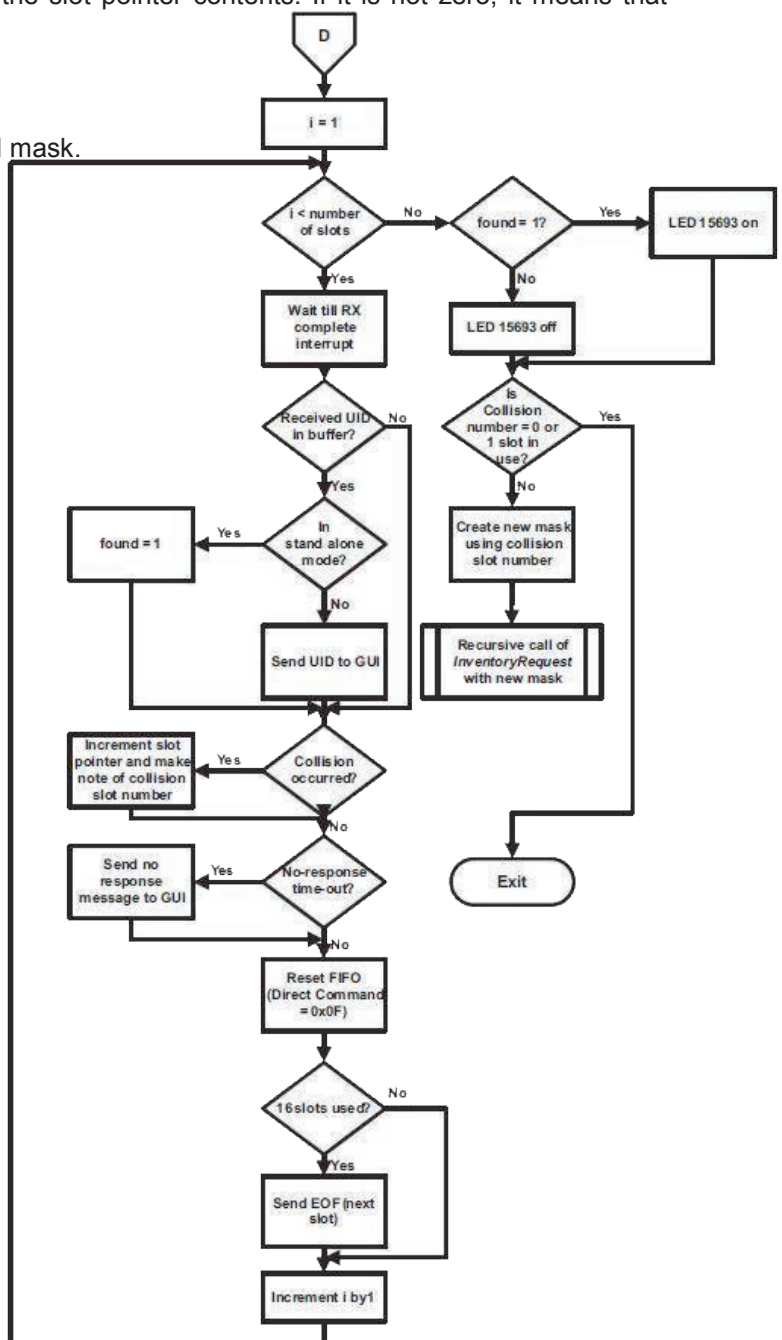 the slot pointer contents. If it is not zero, it means that
D
i = 1
mask.
i < number
of slots
No
found = 1?
Yes
LED 15693 on
Yes
No
Wait till RX
complete
interrupt
LED 15693 off
Received UID
in buffer?
No
Is
Collision
number = 0 or
1 slot in
use?
Yes
Yes
No
In
stand alone
mode?
Yes
found = 1
Create new mask
using collision
slot number
No
Send UID to GUI
Recursive call of
InventoryRequest
with new mask
Collision
occurred?
Yes
Increment slot
pointer and make
note of collision
slot number
No
No-response
time-out?
Yes
Send no
response
message to GUI
Exit
No
Reset FIFO
(Direct Command
= 0x0F)
16 slots used?
No
Yes
Send EOF (next
slot)
Increment i by 1